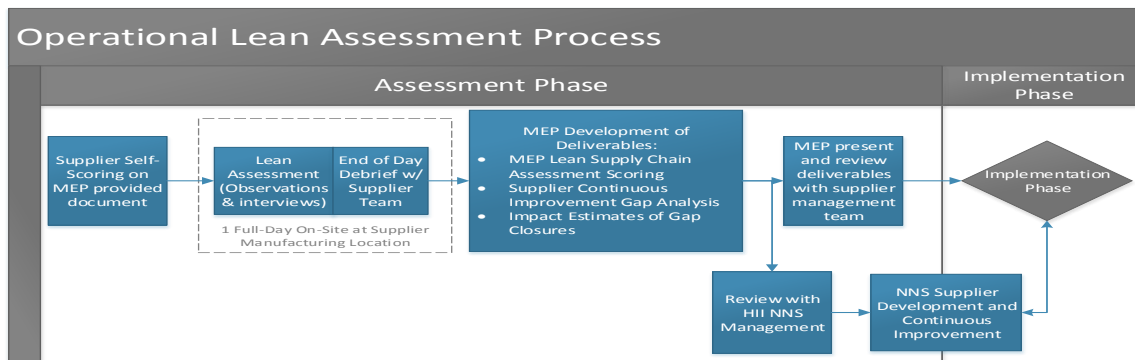 Operational Lean Assessment Process
Assessment Phase
Implementation
Phase
Supplier Self-
Scoring on
MEP provided
document
Lean
Assessment
(Observations
& interviews)
End of Day
Debrief w/
Supplier
Team
1 Full-Day On-Site at Supplier
Manufacturing Location
MEP Development of
Deliverables:
• MEP Lean Supply Chain
Assessment Scoring
• Supplier Continuous
Improvement Gap Analysis
• Impact Estimates of Gap
Closures
MEP present
and review
deliverables
with supplier
management
team
Implementation
Phase
Review with
HII NNS
Management
NNS Supplier
Development and
Continuous
Improvement